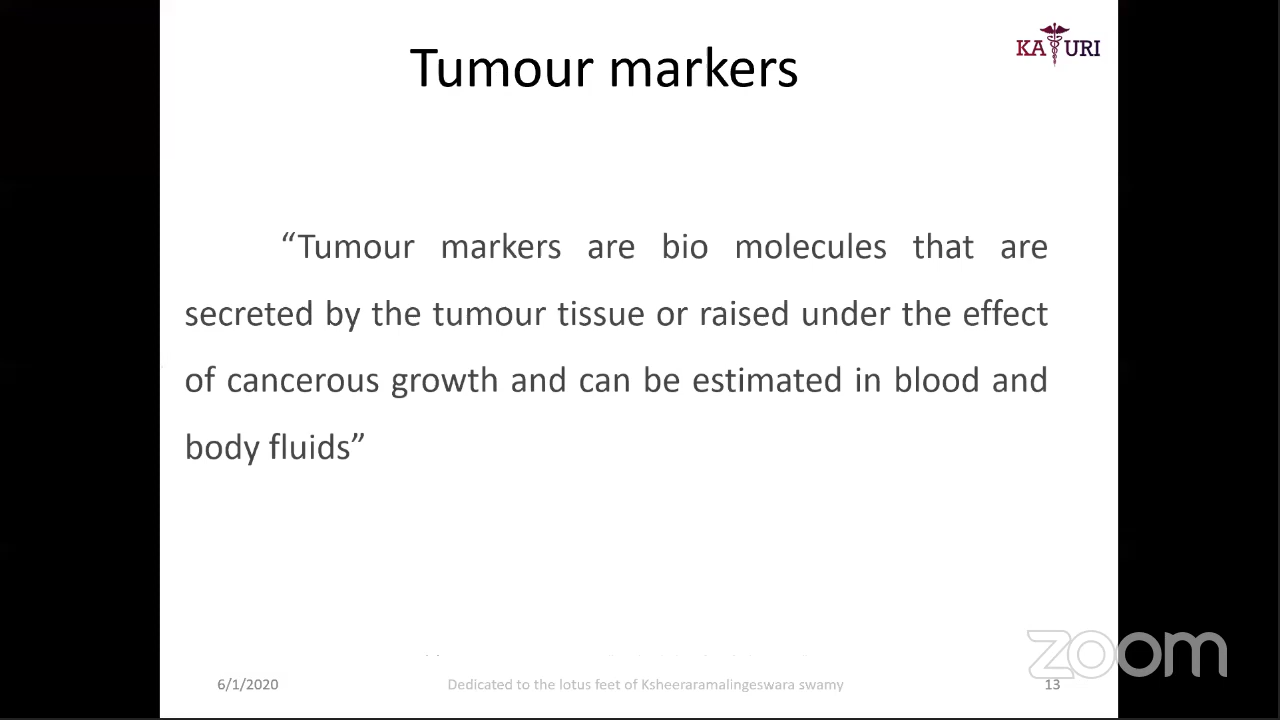 Tumour markers
KATURI
“Tumour markers are bio molecules that are
secreted by the tumour tissue or raised under the effect
of cancerous growth and can be estimated in blood and
body fluids”
zoom
6/1/2020
Dedicated to the lotus feet of Ksheeraramalingeswara swamy
13